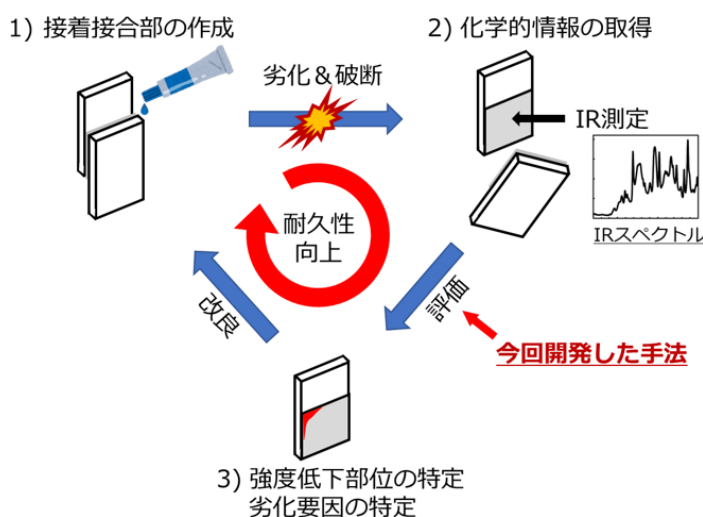 1) 接着接合部の作成
2) 化学的情報の取得
劣化＆破断
IR測定
IRスペクトル
耐久性
向上
改良
評価
今回開発した手法
3) 強度低下部位の特定
劣化要因の特定